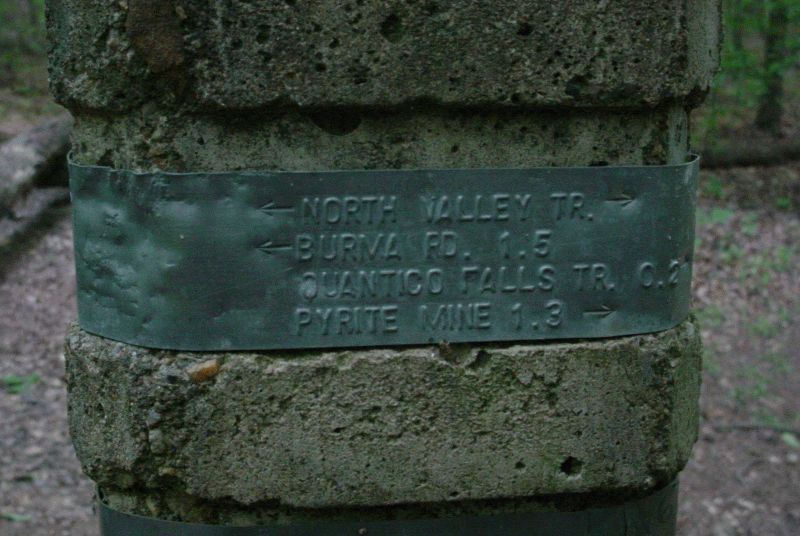 ← NORTH VALLEY TR. →
← BURMA RD. 1.5
QUANTICO FALLS TR. 0.2
PYRITE MINE 1.3 →